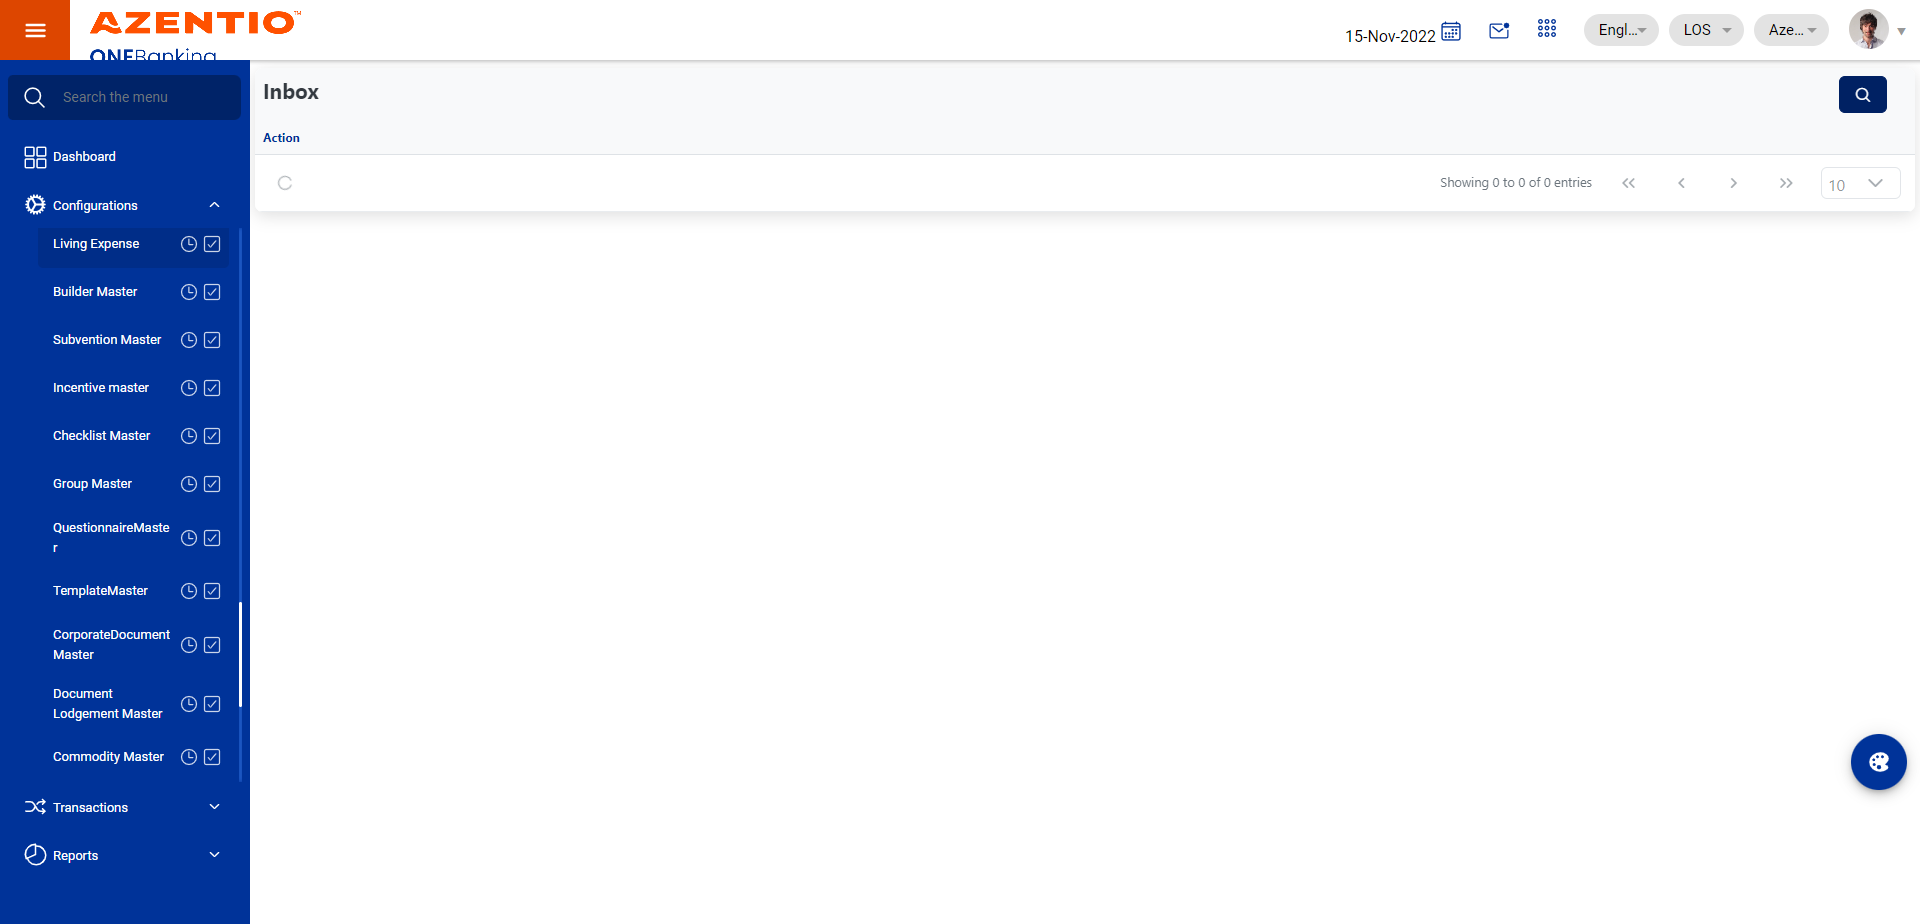 AZENTIO™
ONEBanking
15-Nov-2022
Engl...
LOS
Aze...
Search the menu
Dashboard
Configurations
Living Expense
Builder Master
Subvention Master
Incentive master
Checklist Master
Group Master
QuestionnaireMaste
r
TemplateMaster
CorporateDocument
Master
Document
Lodgement Master
Commodity Master
Transactions
Reports
Inbox
Action
Showing 0 to 0 of 0 entries
10